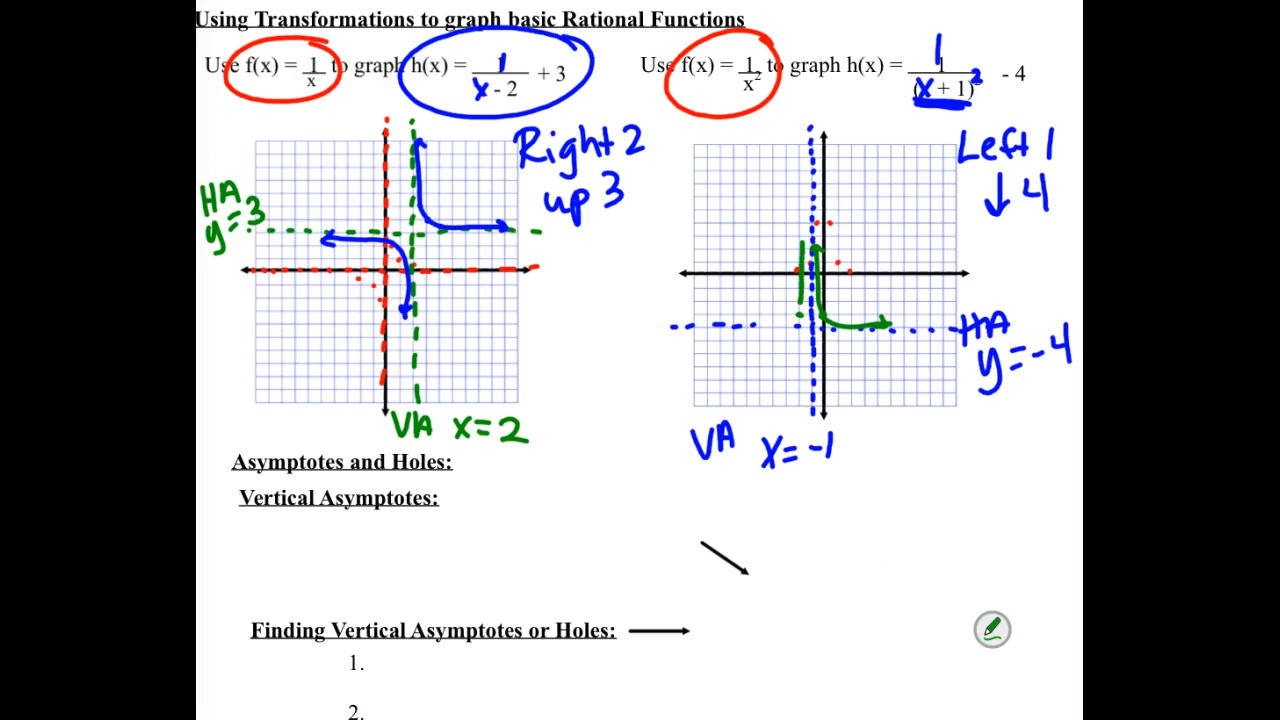 Using Transformations to graph basic Rational Functions
Use f(x) = 1/x to graph h(x) = 1/(x - 2) + 3
Use f(x) = 1/x² to graph h(x) = 1/(x + 1)² - 4
Right 2
up 3
Left 1
↓ 4
HA
y = 3
HA
y = -4
VA x = 2
VA x = -1
Asymptotes and Holes:
Vertical Asymptotes:
Finding Vertical Asymptotes or Holes:
1.
2.